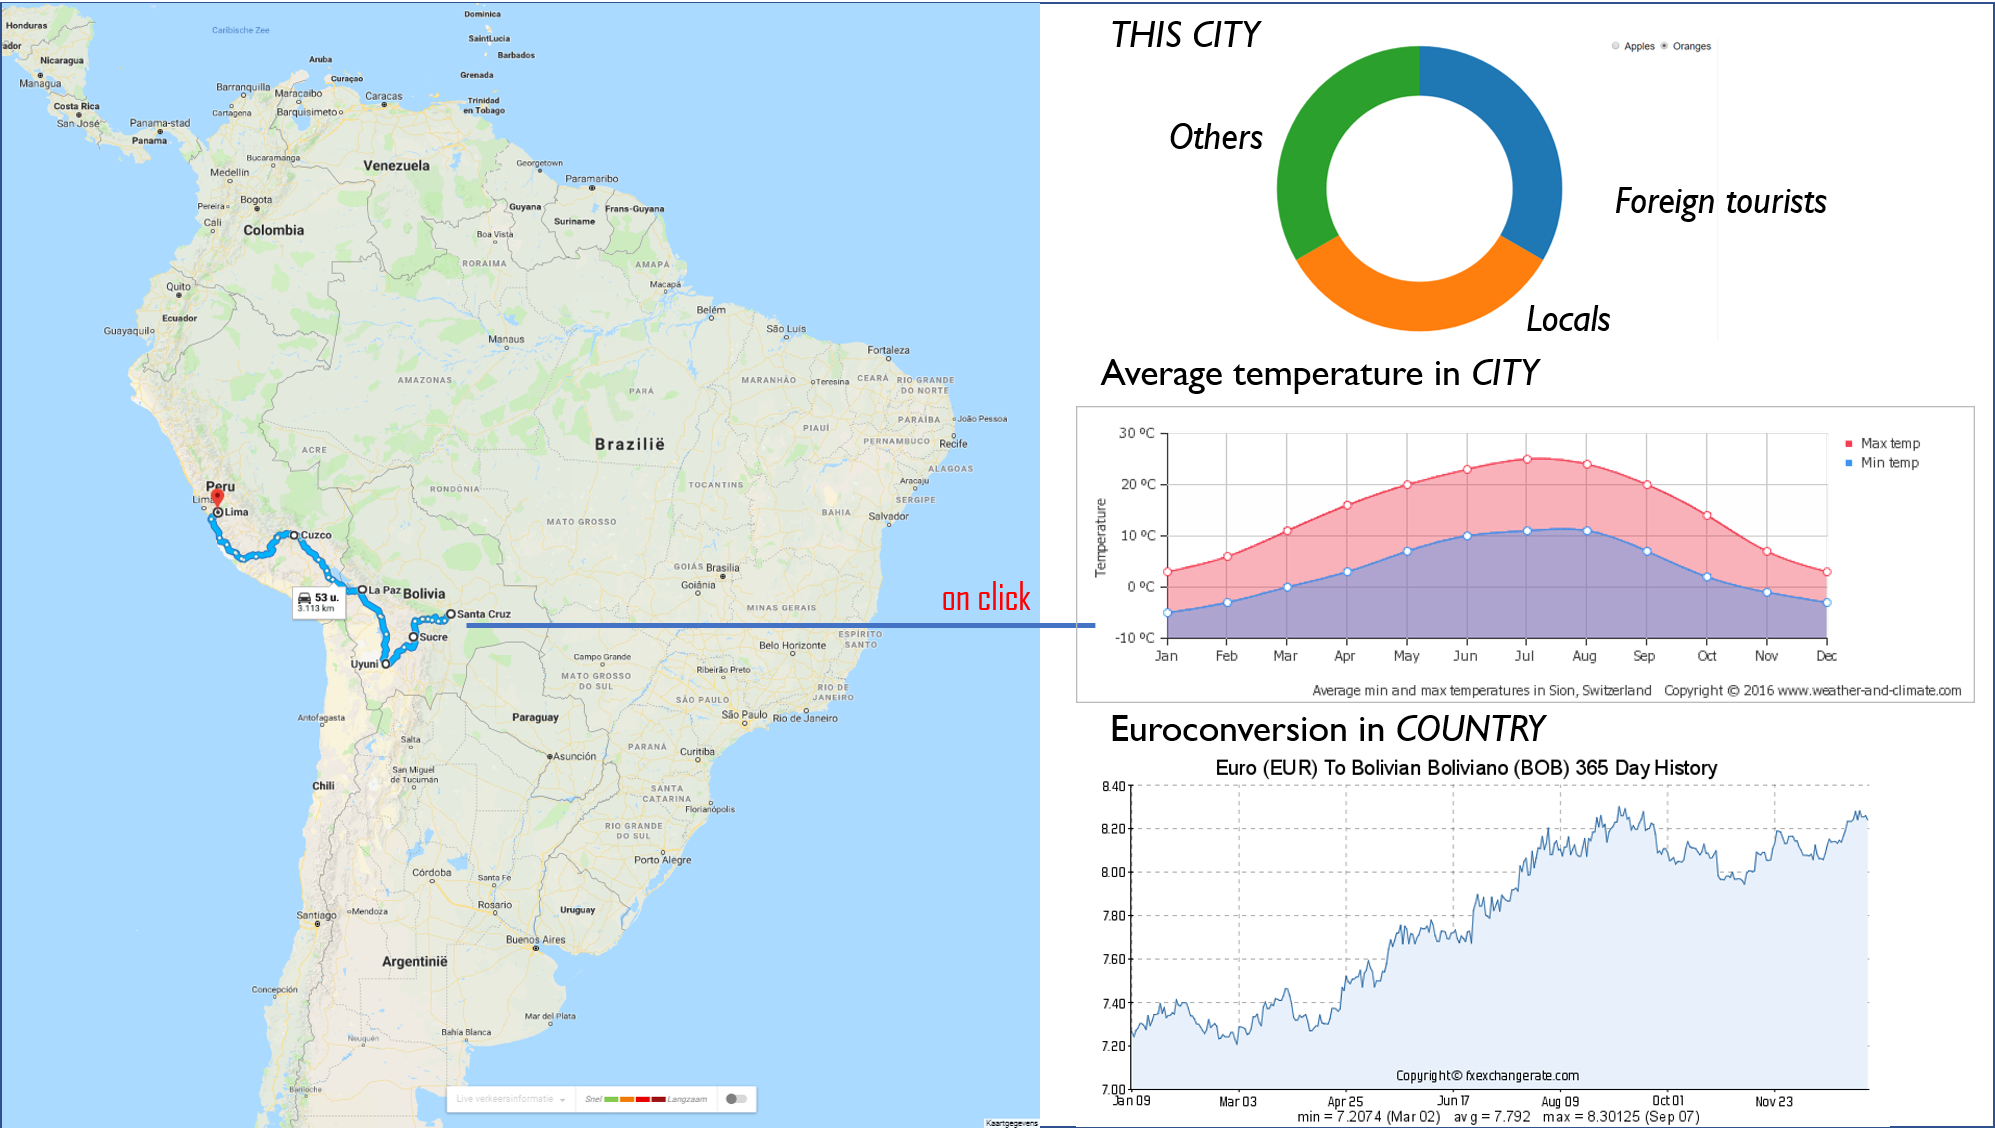 Honduras
ador
Nicaragua
Managua
Costa Rica
San José
Panama-stad
Panama
Caribische Zee
Dominica
SaintLucia
Barbados
Grenada
Trinidad
en Tobago
Aruba
Curaçao
Barranquilla
Maracaibo
Caracas
Cartagena
Barquisimeto
Bucaramanga
Medellín
Venezuela
Georgetown
Paramaribo
Pereira
Bogota
Guyana
Frans-Guyana
Suriname
Cali
Colombia
Boa Vista
RORAIMA
AMAPÁ
Macapá
Quito
Ecuador
Guayaquil
Belém
São Luís
Manaus
Fortaleza
AMAZONAS
PARÁ
MARANHÃO
Teresina
CEARÁ
RIO GRANDE
DO NORTE
PARAÍBA
João Pessoa
PIAUÍ
PERNAMBUCO
Recife
ACRE
Brazilië
ALAGOAS
Aracaju
SERGIPE
TOCANTINS
RONDÔNIA
Peru
Lima
Lima
BAHIA
Salvador
MATO GROSSO
Cuzco
GOIÁS
Brasilia
Goiânia
53 u.
3.113 km
La Paz
Bolivia
Santa Cruz
MINAS GERAIS
Sucre
ESPÍRITO
SANTO
Belo Horizonte
Uyuni
Campo Grande
MATO GROSSO
DO SUL
Ribeirão Preto
RIO DE
JANEIRO
SÃO PAULO
São Paulo
Rio de Janeiro
Antofagasta
Paraguay
Salta
Asunción
PARANÁ
Curitiba
San Miguel
de Tucumán
Chili
SANTA
CATARINA
Florianópolis
RIO GRANDE
DO SUL
Porto Alegre
Córdoba
Santa Fe
Rosario
Uruguay
Santiago
Mendoza
Buenos Aires
Argentinië
Concepción
Mar del Plata
Bahía Blanca
Neuquén
Bariloche
Live verkeersinformatie
Snel
Langzaam
Kaartgegevens
on click
THIS CITY
Apples
Oranges
Others
Foreign tourists
Locals
Average temperature in CITY
30 ºC
20 ºC
10 ºC
0 ºC
-10 ºC
Temperature
Max temp
Min temp
Jan Feb Mar Apr May Jun Jul Aug Sep Oct Nov Dec
Average min and max temperatures in Sion, Switzerland Copyright © 2016 www.weather-and-climate.com
Euroconversion in COUNTRY
Euro (EUR) To Bolivian Boliviano (BOB) 365 Day History
8.40
8.20
8.00
7.80
7.60
7.40
7.20
7.00
Copyright© fxexchangerate.com
Jan 09 Mar 03 Apr 25 Jun 17 Aug 09 Oct 01 Nov 23
min = 7.2074 (Mar 02) avg = 7.792 max = 8.30125 (Sep 07)